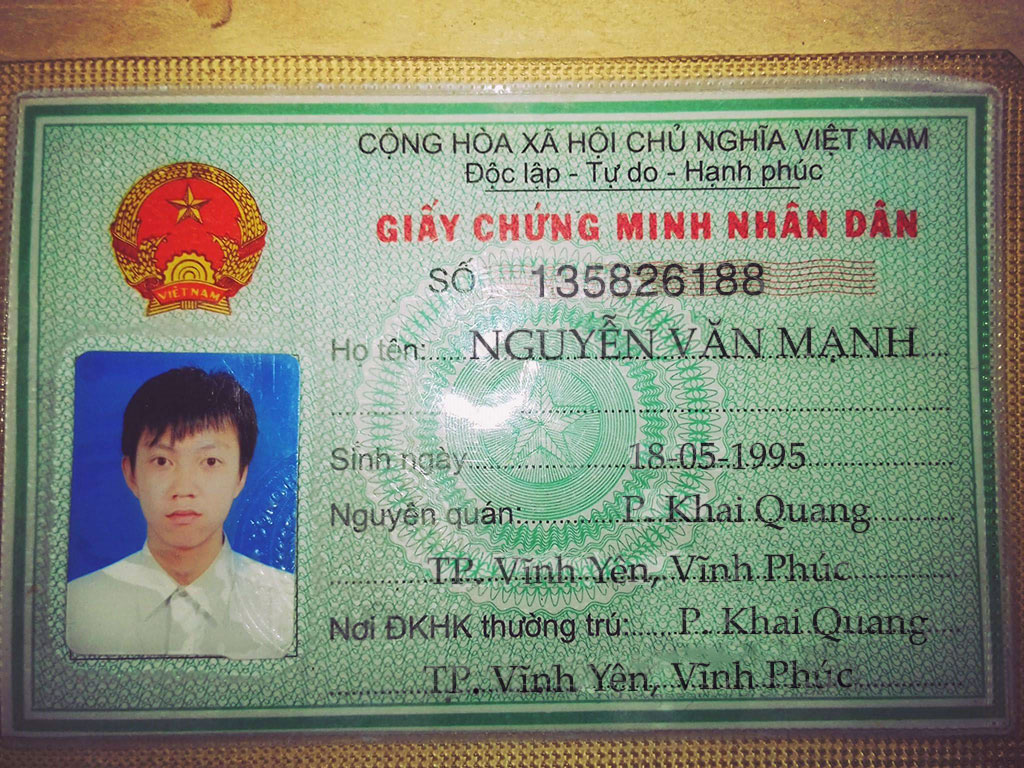 CỘNG HÒA XÃ HỘI CHỦ NGHĨA VIỆT NAM
Độc lập - Tự do - Hạnh phúc
GIẤY CHỨNG MINH NHÂN DÂN
SỐ 135826188
VIỆT NAM
Họ tên: NGUYỄN VĂN MẠNH
Sinh ngày 18-05-1995
Nguyên quán: P. Khai Quang
TP. Vĩnh Yên, Vĩnh Phúc
Nơi ĐKHK thường trú: P. Khai Quang
TP. Vĩnh Yên, Vĩnh Phúc